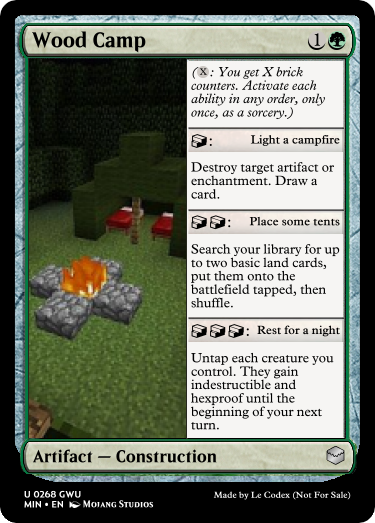 Wood Camp 1
(X: You get X brick
counters. Activate each
ability in any order, only
once, as a sorcery.)
: Light a campfire
Destroy target artifact or
enchantment. Draw a
card.
: Place some tents
Search your library for up
to two basic land cards,
put them onto the
battlefield tapped, then
shuffle.
: Rest for a night
Untap each creature you
control. They gain
indestructible and
hexproof until the
beginning of your next
turn.
Artifact — Construction
U 0268 GWU
MIN • EN Mojang Studios
Made by Le Codex (Not For Sale)